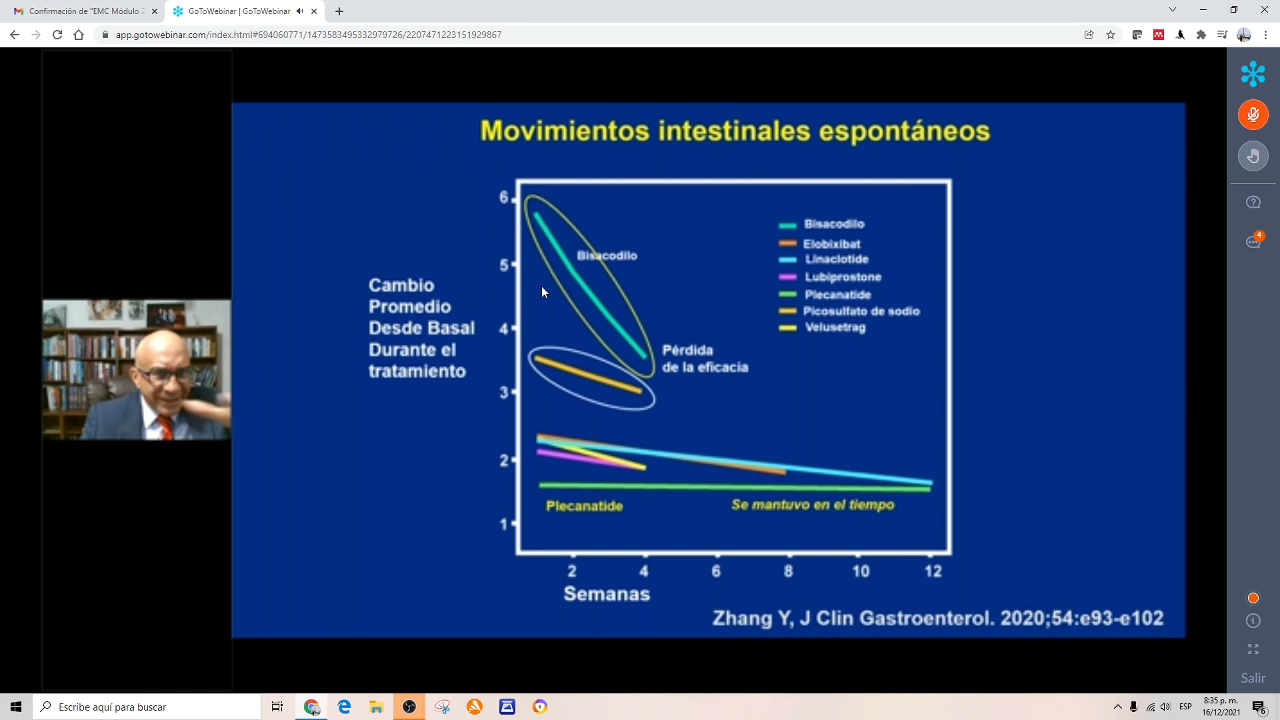 Confirmación de "EMC Módulo 2
GoToWebinar | GoToWebinar
app.gotowebinar.com/index.html#694060771/1473583495332979726/2207471223151929867
Movimientos intestinales espontáneos
6
5
4
3
2
1
Cambio
Promedio
Desde Basal
Durante el
tratamiento
Bisacodilo
Pérdida
de la eficacia
Bisacodilo
Elobixibat
Linaclotide
Lubiprostone
Plecanatide
Picosulfato de sodio
Velusetrag
Plecanatide
Se mantuvo en el tiempo
2 4 6 8 10 12
Semanas
Zhang Y, J Clin Gastroenterol. 2020;54:e93-e102
4
Salir
Escribe aquí para buscar
ESP
8:35 p. m.
16/12/2021